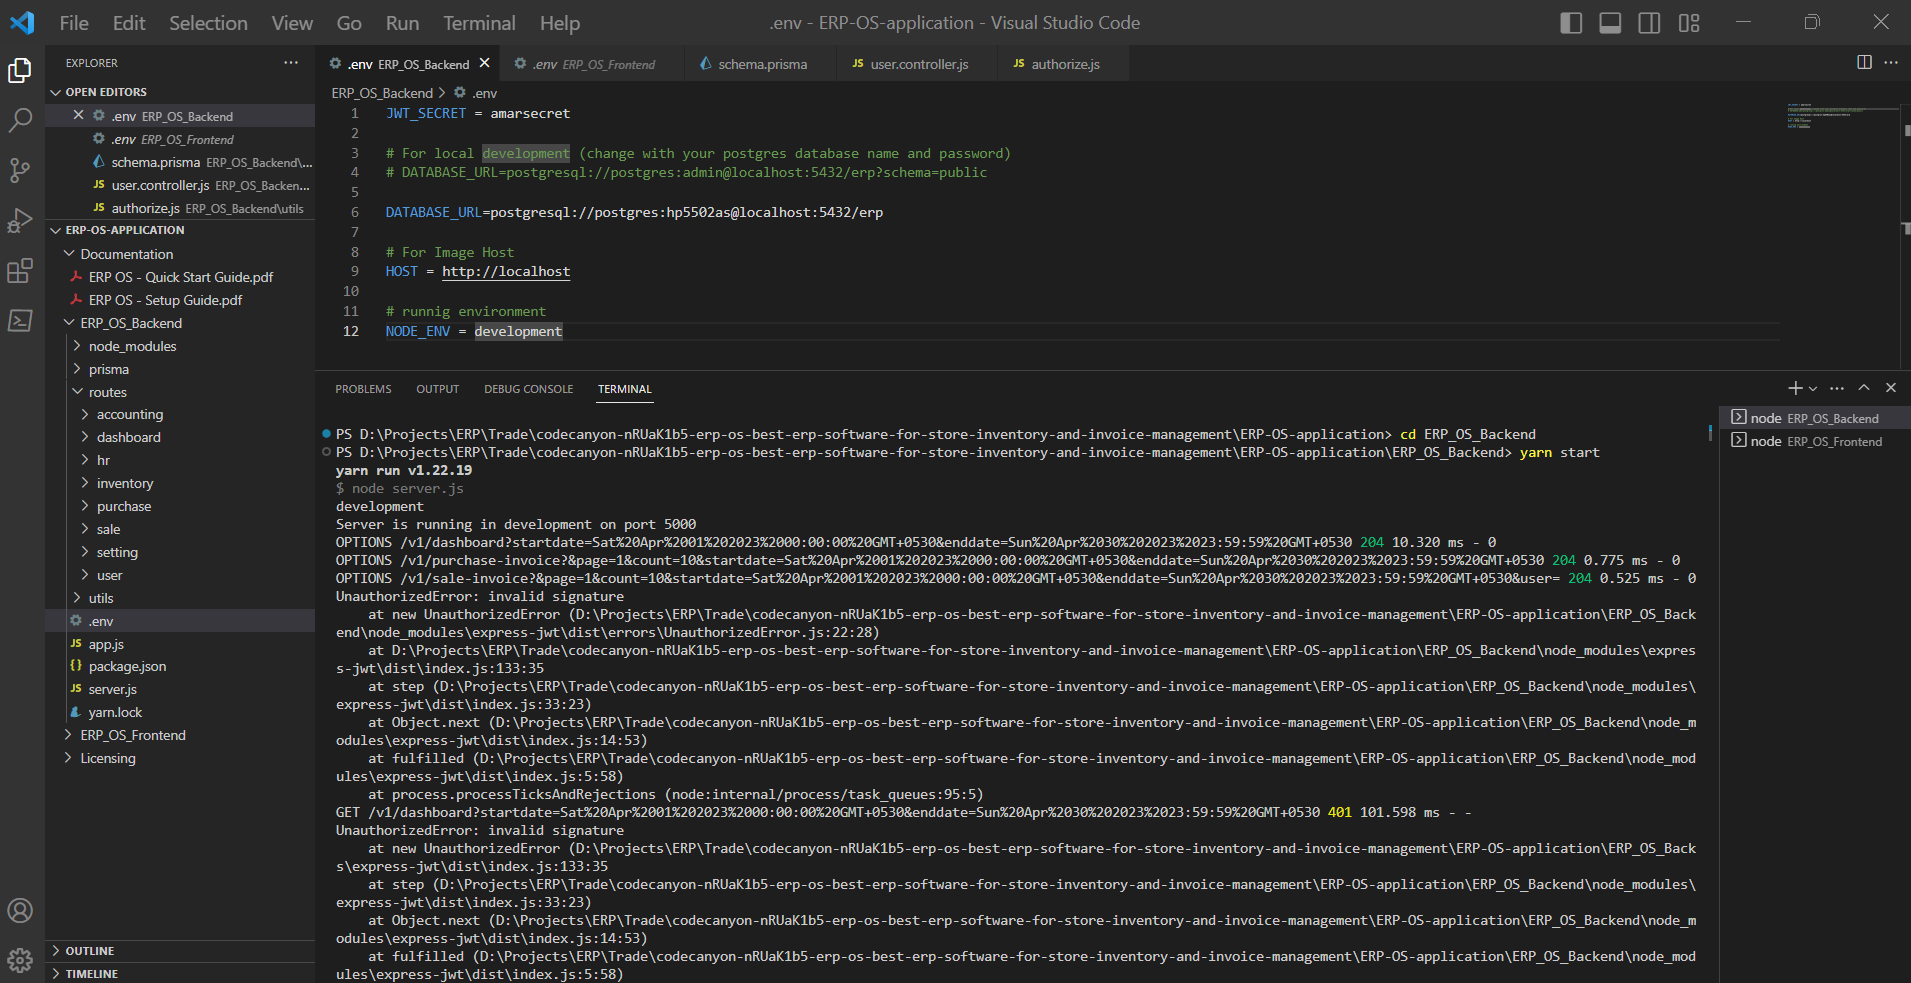 File Edit Selection View Go Run Terminal Help
.env - ERP-OS-application - Visual Studio Code
EXPLORER
OPEN EDITORS
.env ERP_OS_Backend
.env ERP_OS_Frontend
schema.prisma ERP_OS_Backend\...
user.controller.js ERP_OS_Backen...
authorize.js ERP_OS_Backend\utils
ERP-OS-APPLICATION
Documentation
ERP OS - Quick Start Guide.pdf
ERP OS - Setup Guide.pdf
ERP_OS_Backend
node_modules
prisma
routes
accounting
dashboard
hr
inventory
purchase
sale
setting
user
utils
.env
JS app.js
{} package.json
JS server.js
yarn.lock
ERP_OS_Frontend
Licensing
OUTLINE
TIMELINE
.env ERP_OS_Backend
.env ERP_OS_Frontend
schema.prisma
JS user.controller.js
JS authorize.js
ERP_OS_Backend > .env
1 JWT_SECRET = amarsecret
2
3 # For local development (change with your postgres database name and password)
4 # DATABASE_URL=postgresql://postgres:admin@localhost:5432/erp?schema=public
5
6 DATABASE_URL=postgresql://postgres:hp5502as@localhost:5432/erp
7
8 # For Image Host
9 HOST = http://localhost
10
11 # runnig environment
12 NODE_ENV = development
PROBLEMS OUTPUT DEBUG CONSOLE TERMINAL
PS D:\Projects\ERP\Trade\codecanyon-nRUaK1b5-erp-os-best-erp-software-for-store-inventory-and-invoice-management\ERP-OS-application> cd ERP_OS_Backend
PS D:\Projects\ERP\Trade\codecanyon-nRUaK1b5-erp-os-best-erp-software-for-store-inventory-and-invoice-management\ERP-OS-application\ERP_OS_Backend> yarn start
yarn run v1.22.19
$ node server.js
development
Server is running in development on port 5000
OPTIONS /v1/dashboard?startdate=Sat%20Apr%2001%202023%2000:00:00%20GMT+0530&enddate=Sun%20Apr%2030%202023%2023:59:59%20GMT+0530 204 10.320 ms - 0
OPTIONS /v1/purchase-invoice?&page=1&count=10&startdate=Sat%20Apr%2001%202023%2000:00:00%20GMT+0530&enddate=Sun%20Apr%2030%202023%2023:59:59%20GMT+0530 204 0.775 ms - 0
OPTIONS /v1/sale-invoice?&page=1&count=10&startdate=Sat%20Apr%2001%202023%2000:00:00%20GMT+0530&enddate=Sun%20Apr%2030%202023%2023:59:59%20GMT+0530&user= 204 0.525 ms - 0
UnauthorizedError: invalid signature
at new UnauthorizedError (D:\Projects\ERP\Trade\codecanyon-nRUaK1b5-erp-os-best-erp-software-for-store-inventory-and-invoice-management\ERP-OS-application\ERP_OS_Back
end\node_modules\express-jwt\dist\errors\UnauthorizedError.js:22:28)
at D:\Projects\ERP\Trade\codecanyon-nRUaK1b5-erp-os-best-erp-software-for-store-inventory-and-invoice-management\ERP-OS-application\ERP_OS_Backend\node_modules\expres
s-jwt\dist\index.js:133:35
at step (D:\Projects\ERP\Trade\codecanyon-nRUaK1b5-erp-os-best-erp-software-for-store-inventory-and-invoice-management\ERP-OS-application\ERP_OS_Backend\node_modules\
express-jwt\dist\index.js:33:23)
at Object.next (D:\Projects\ERP\Trade\codecanyon-nRUaK1b5-erp-os-best-erp-software-for-store-inventory-and-invoice-management\ERP-OS-application\ERP_OS_Backend\node_m
odules\express-jwt\dist\index.js:14:53)
at fulfilled (D:\Projects\ERP\Trade\codecanyon-nRUaK1b5-erp-os-best-erp-software-for-store-inventory-and-invoice-management\ERP-OS-application\ERP_OS_Backend\node_mod
ules\express-jwt\dist\index.js:5:58)
at process.processTicksAndRejections (node:internal/process/task_queues:95:5)
GET /v1/dashboard?startdate=Sat%20Apr%2001%202023%2000:00:00%20GMT+0530&enddate=Sun%20Apr%2030%202023%2023:59:59%20GMT+0530 401 101.598 ms - -
UnauthorizedError: invalid signature
at new UnauthorizedError (D:\Projects\ERP\Trade\codecanyon-nRUaK1b5-erp-os-best-erp-software-for-store-inventory-and-invoice-management\ERP-OS-application\ERP_OS_Back
s\express-jwt\dist\index.js:133:35
at step (D:\Projects\ERP\Trade\codecanyon-nRUaK1b5-erp-os-best-erp-software-for-store-inventory-and-invoice-management\ERP-OS-application\ERP_OS_Backend\node_modules\
express-jwt\dist\index.js:33:23)
at Object.next (D:\Projects\ERP\Trade\codecanyon-nRUaK1b5-erp-os-best-erp-software-for-store-inventory-and-invoice-management\ERP-OS-application\ERP_OS_Backend\node_m
odules\express-jwt\dist\index.js:14:53)
at fulfilled (D:\Projects\ERP\Trade\codecanyon-nRUaK1b5-erp-os-best-erp-software-for-store-inventory-and-invoice-management\ERP-OS-application\ERP_OS_Backend\node_mod
ules\express-jwt\dist\index.js:5:58)
node ERP_OS_Backend
node ERP_OS_Frontend